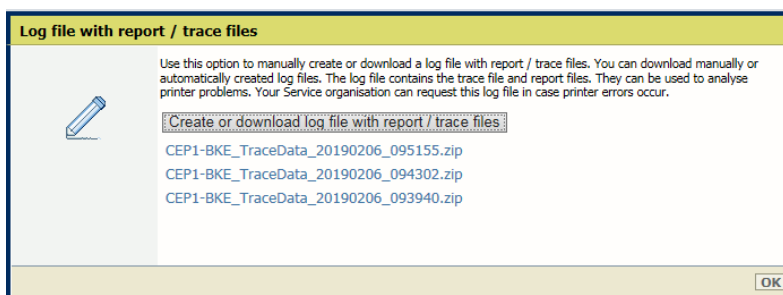 Log file with report / trace files
Use this option to manually create or download a log file with report / trace files. You can download manually or
automatically created log files. The log file contains the trace file and report files. They can be used to analyse
printer problems. Your Service organisation can request this log file in case printer errors occur.
Create or download log file with report / trace files
CEP1-BKE_TraceData_20190206_095155.zip
CEP1-BKE_TraceData_20190206_094302.zip
CEP1-BKE_TraceData_20190206_093940.zip
OK